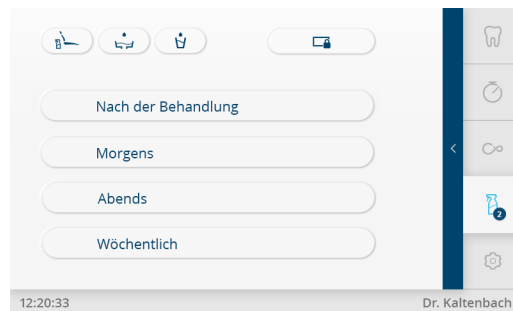 Nach der Behandlung
Morgens
Abends
Wöchentlich
2
12:20:33 Dr. Kaltenbach